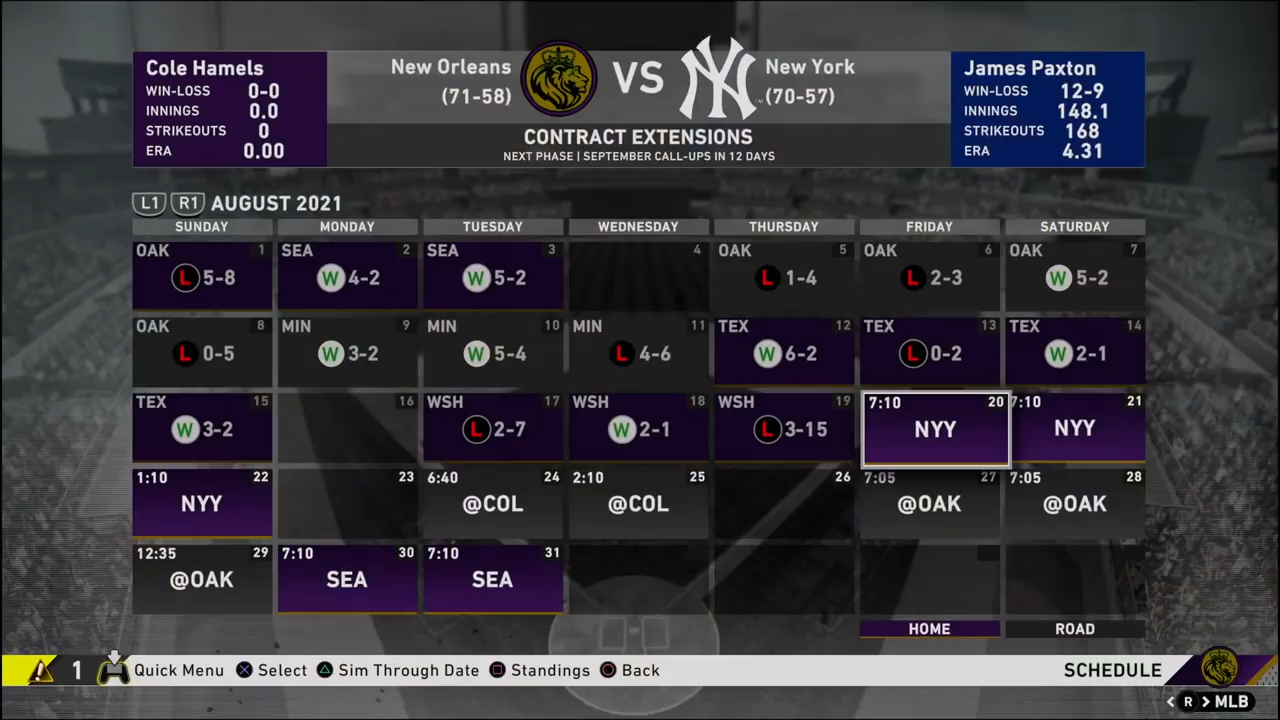 Cole Hamels
WIN-LOSS 0-0
INNINGS 0.0
STRIKEOUTS 0
ERA 0.00
New Orleans
(71-58)
VS
NY
New York
(70-57)
CONTRACT EXTENSIONS
NEXT PHASE | SEPTEMBER CALL-UPS IN 12 DAYS
James Paxton
WIN-LOSS 12-9
INNINGS 148.1
STRIKEOUTS 168
ERA 4.31
L1 R1 AUGUST 2021
SUNDAY MONDAY TUESDAY WEDNESDAY THURSDAY FRIDAY SATURDAY
OAK 1 SEA 2 SEA 3 4 OAK 5 OAK 6 OAK 7
L 5-8 W 4-2 W 5-2 L 1-4 L 2-3 W 5-2
OAK 8 MIN 9 MIN 10 MIN 11 TEX 12 TEX 13 TEX 14
L 0-5 W 3-2 W 5-4 L 4-6 W 6-2 L 0-2 W 2-1
TEX 15 16 WSH 17 WSH 18 WSH 19 7:10 20 7:10 21
W 3-2 L 2-7 W 2-1 L 3-15 NYY NYY
1:10 22 23 6:40 24 2:10 25 26 7:05 27 7:05 28
NYY @COL @COL @OAK @OAK
12:35 29 7:10 30 7:10 31
@OAK SEA SEA
HOME ROAD
1 Quick Menu Select Sim Through Date Standings Back SCHEDULE
< R > MLB